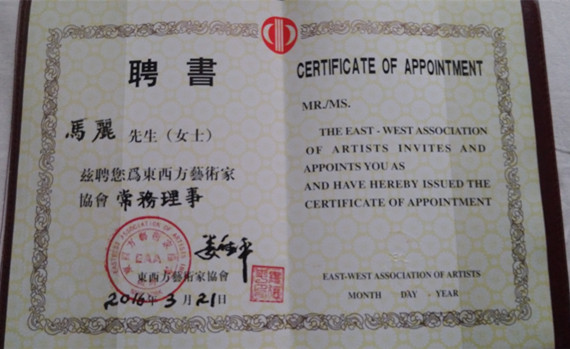 聘書
馬麗 先生（女士）
茲聘您爲東西方藝術家
協會 常務理事
東西方藝術家協會
2016年3月21日
CERTIFICATE OF APPOINTMENT
MR./MS.
THE EAST - WEST ASSOCIATION
OF ARTISTS INVITES AND
APPOINTS YOU AS
AND HAVE HEREBY ISSUED THE
CERTIFICATE OF APPOINTMENT
EAST-WEST ASSOCIATION OF ARTISTS
MONTH DAY - YEAR